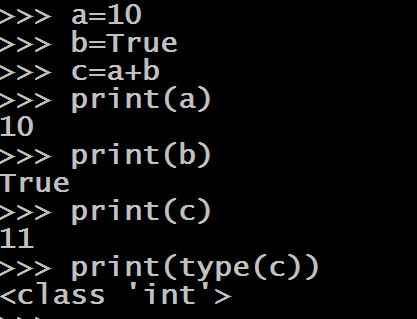 >>> a=10
>>> b=True
>>> c=a+b
>>> print(a)
10
>>> print(b)
True
>>> print(c)
11
>>> print(type(c))
<class 'int'>
>>>